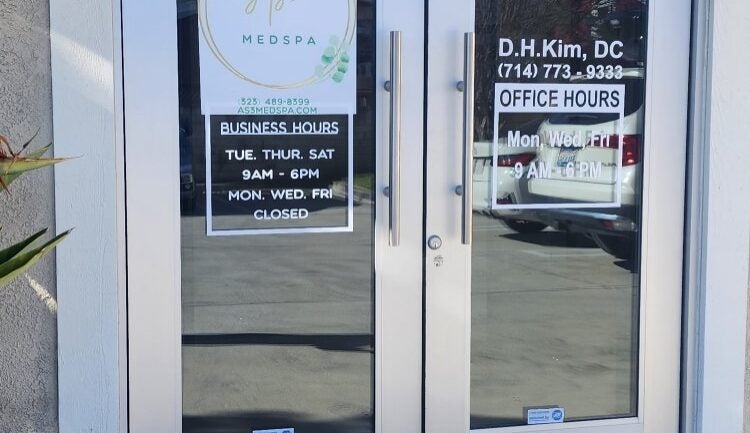 MEDSPA
(323) 489-8399
AS3MEDSPA.COM
BUSINESS HOURS
TUE. THUR. SAT
9AM - 6PM
MON. WED. FRI
CLOSED
D.H.Kim, DC
(714) 773 - 9333
OFFICE HOURS
Mon, Wed, Fri
9 AM - 6 PM